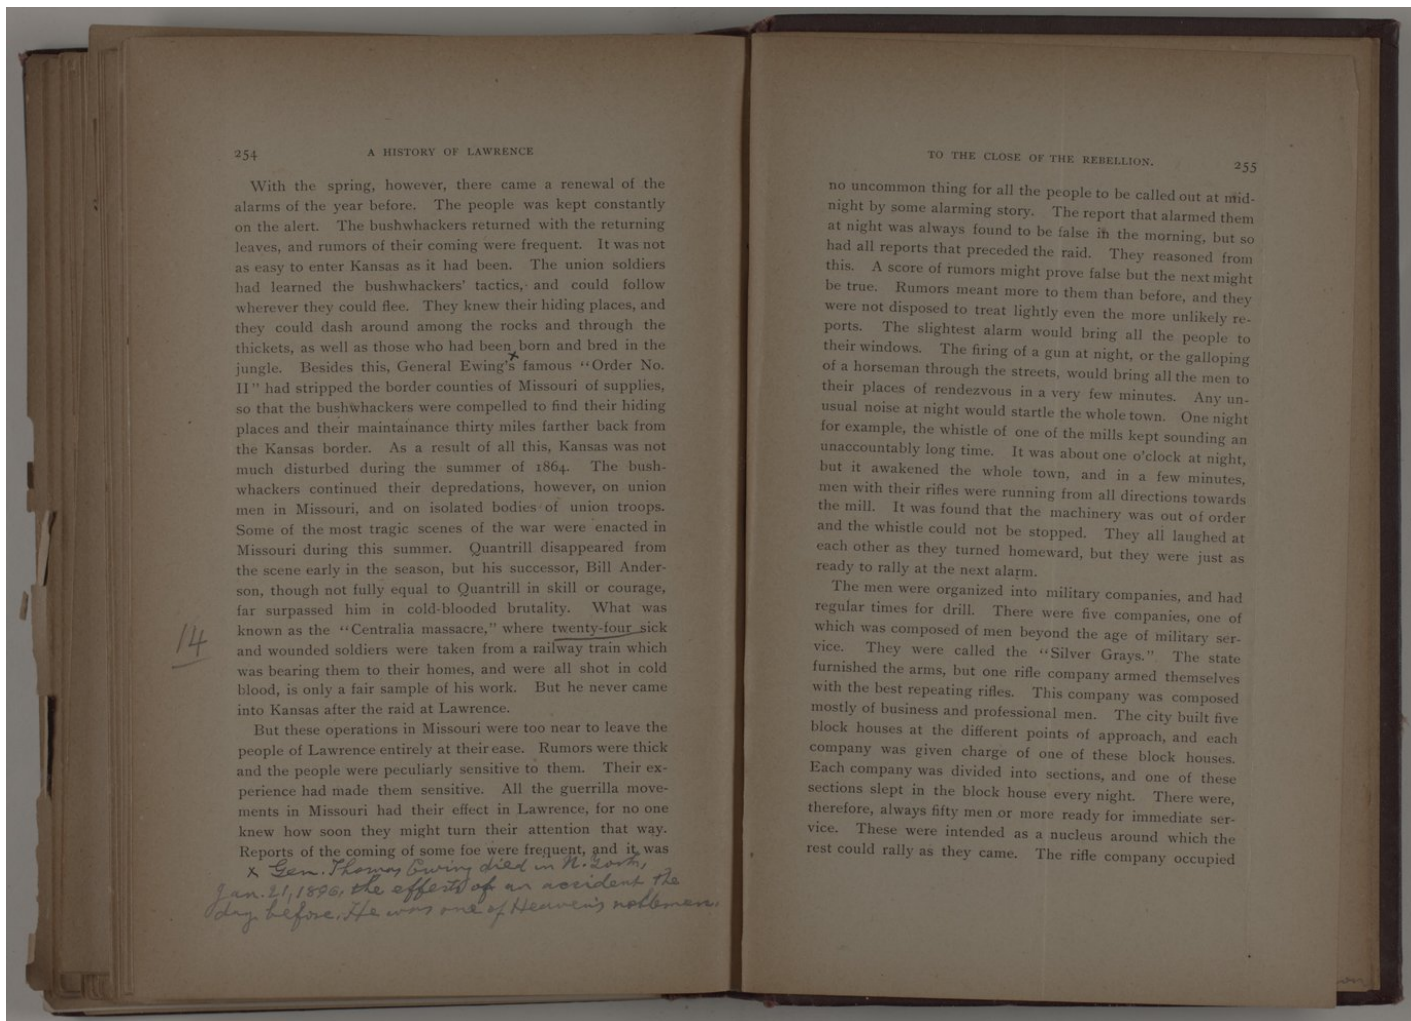 254
A HISTORY OF LAWRENCE
With the spring, however, there came a renewal of the
alarms of the year before. The people was kept constantly
on the alert. The bushwhackers returned with the returning
leaves, and rumors of their coming were frequent. It was not
as easy to enter Kansas as it had been. The union soldiers
had learned the bushwhackers' tactics, and could follow
wherever they could flee. They knew their hiding places, and
they could dash around among the rocks and through the
thickets, as well as those who had been born and bred in the
jungle. Besides this, General Ewing's x famous "Order No.
II" had stripped the border counties of Missouri of supplies,
so that the bushwhackers were compelled to find their hiding
places and their maintainance thirty miles farther back from
the Kansas border. As a result of all this, Kansas was not
much disturbed during the summer of 1864. The bush-
whackers continued their depredations, however, on union
men in Missouri, and on isolated bodies of union troops.
Some of the most tragic scenes of the war were enacted in
Missouri during this summer. Quantrill disappeared from
the scene early in the season, but his successor, Bill Ander-
son, though not fully equal to Quantrill in skill or courage,
far surpassed him in cold-blooded brutality. What was
known as the "Centralia massacre," where twenty-four sick
14
and wounded soldiers were taken from a railway train which
was bearing them to their homes, and were all shot in cold
blood, is only a fair sample of his work. But he never came
into Kansas after the raid at Lawrence.
But these operations in Missouri were too near to leave the
people of Lawrence entirely at their ease. Rumors were thick
and the people were peculiarly sensitive to them. Their ex-
perience had made them sensitive. All the guerrilla move-
ments in Missouri had their effect in Lawrence, for no one
knew how soon they might turn their attention that way.
Reports of the coming of some foe were frequent, and it was
x Gen. Thomas Ewing died in N. York,
Jan. 21, 1896, the effects of an accident the
day before. He was one of Heaven's noblemen.
TO THE CLOSE OF THE REBELLION.
255
no uncommon thing for all the people to be called out at mid-
night by some alarming story. The report that alarmed them
at night was always found to be false in the morning, but so
had all reports that preceded the raid. They reasoned from
this. A score of rumors might prove false but the next might
be true. Rumors meant more to them than before, and they
were not disposed to treat lightly even the more unlikely re-
ports. The slightest alarm would bring all the people to
their windows. The firing of a gun at night, or the galloping
of a horseman through the streets, would bring all the men to
their places of rendezvous in a very few minutes. Any un-
usual noise at night would startle the whole town. One night
for example, the whistle of one of the mills kept sounding an
unaccountably long time. It was about one o'clock at night,
but it awakened the whole town, and in a few minutes,
men with their rifles were running from all directions towards
the mill. It was found that the machinery was out of order
and the whistle could not be stopped. They all laughed at
each other as they turned homeward, but they were just as
ready to rally at the next alarm.
The men were organized into military companies, and had
regular times for drill. There were five companies, one of
which was composed of men beyond the age of military ser-
vice. They were called the "Silver Grays." The state
furnished the arms, but one rifle company armed themselves
with the best repeating rifles. This company was composed
mostly of business and professional men. The city built five
block houses at the different points of approach, and each
company was given charge of one of these block houses.
Each company was divided into sections, and one of these
sections slept in the block house every night. There were,
therefore, always fifty men or more ready for immediate ser-
vice. These were intended as a nucleus around which the
rest could rally as they came. The rifle company occupied